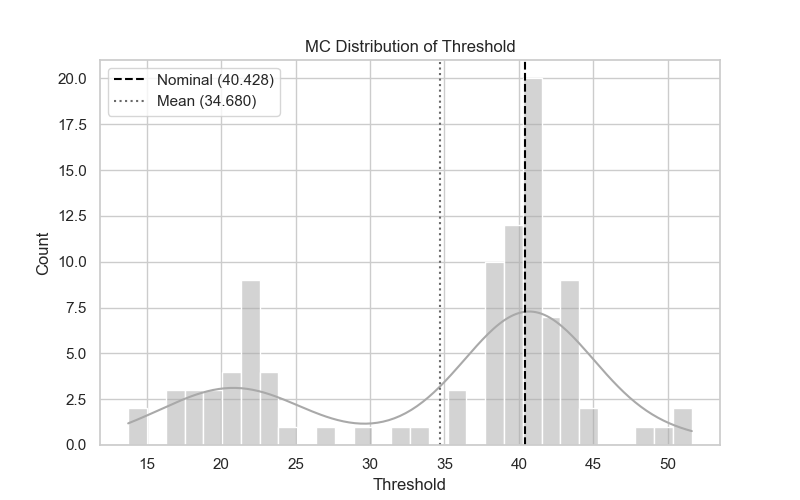 MC Distribution of Threshold
Nominal (40.428)
Mean (34.680)
20.0
17.5
15.0
12.5
10.0
7.5
5.0
2.5
0.0
Count
15 20 25 30 35 40 45 50
Threshold